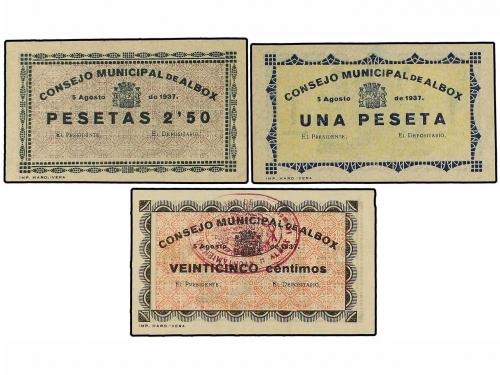 CONSEJO MUNICIPAL DE ALBOX
5 Agosto de 1937.
PESETAS 2'50
EL PRESIDENTE, EL DEPOSITARIO,
IMP. HARO.-VERA
CONSEJO MUNICIPAL DE ALBOX
5 Agosto de 1937.
UNA PESETA
EL PRESIDENTE, EL DEPOSITARIO,
IMP. HARO.-VERA
CONSEJO MUNICIPAL DE ALBOX
5 Agosto de 1937.
VEINTICINCO céntimos
EL PRESIDENTE, EL DEPOSITARIO,
IMP. HARO.-VERA